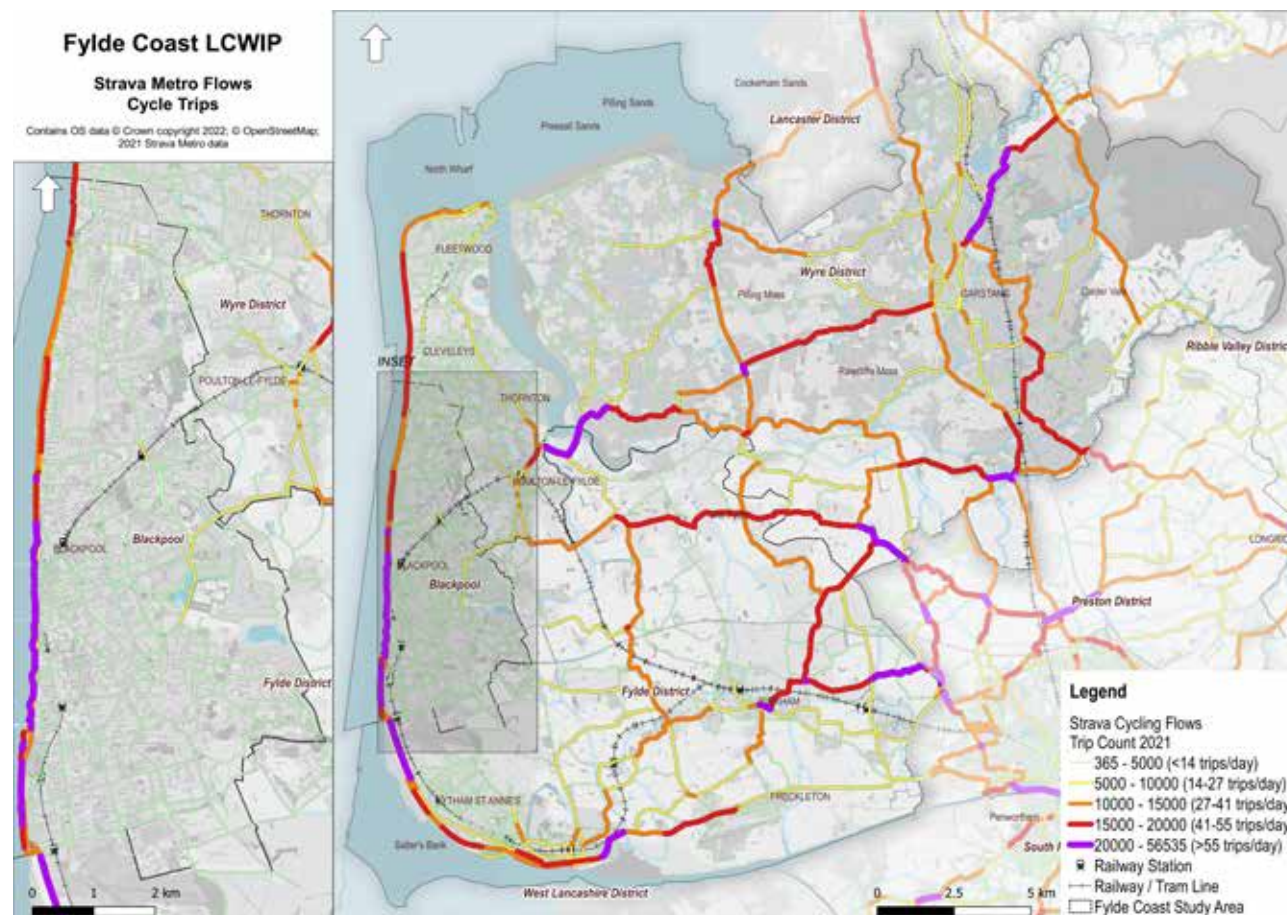 Fylde Coast LCWIP
Strava Metro Flows
Cycle Trips
Contains OS data © Crown copyright 2022; © OpenStreetMap;
2021 Strava Metro data
THORNTON
Wyre District
POULTON-LE-FYLDE
BLACKPOOL
Blackpool
Fylde District
0 1 2 km
Cockerham Sands
Pilling Sands
Lancaster District
Preesall Sands
North Wharf
FLEETWOOD
Wyre District
Pilling Moss
GARSTANG
Calder Vale
Ribble Valley District
CLEVELEYS
INSET
Rawcliffe Moss
THORNTON
POULTON-LE-FYLDE
BLACKPOOL
Blackpool
Preston District
Fylde District
LYTHAM ST ANNE'S
FRECKLETON
Salter's Bank
West Lancashire District
0 2.5 5 km
Legend
Strava Cycling Flows
Trip Count 2021
365 - 5000 (<14 trips/day)
5000 - 10000 (14-27 trips/day)
10000 - 15000 (27-41 trips/day
15000 - 20000 (41-55 trips/day
20000 - 56535 (>55 trips/day)
Railway Station
Railway / Tram Line
Fylde Coast Study Area